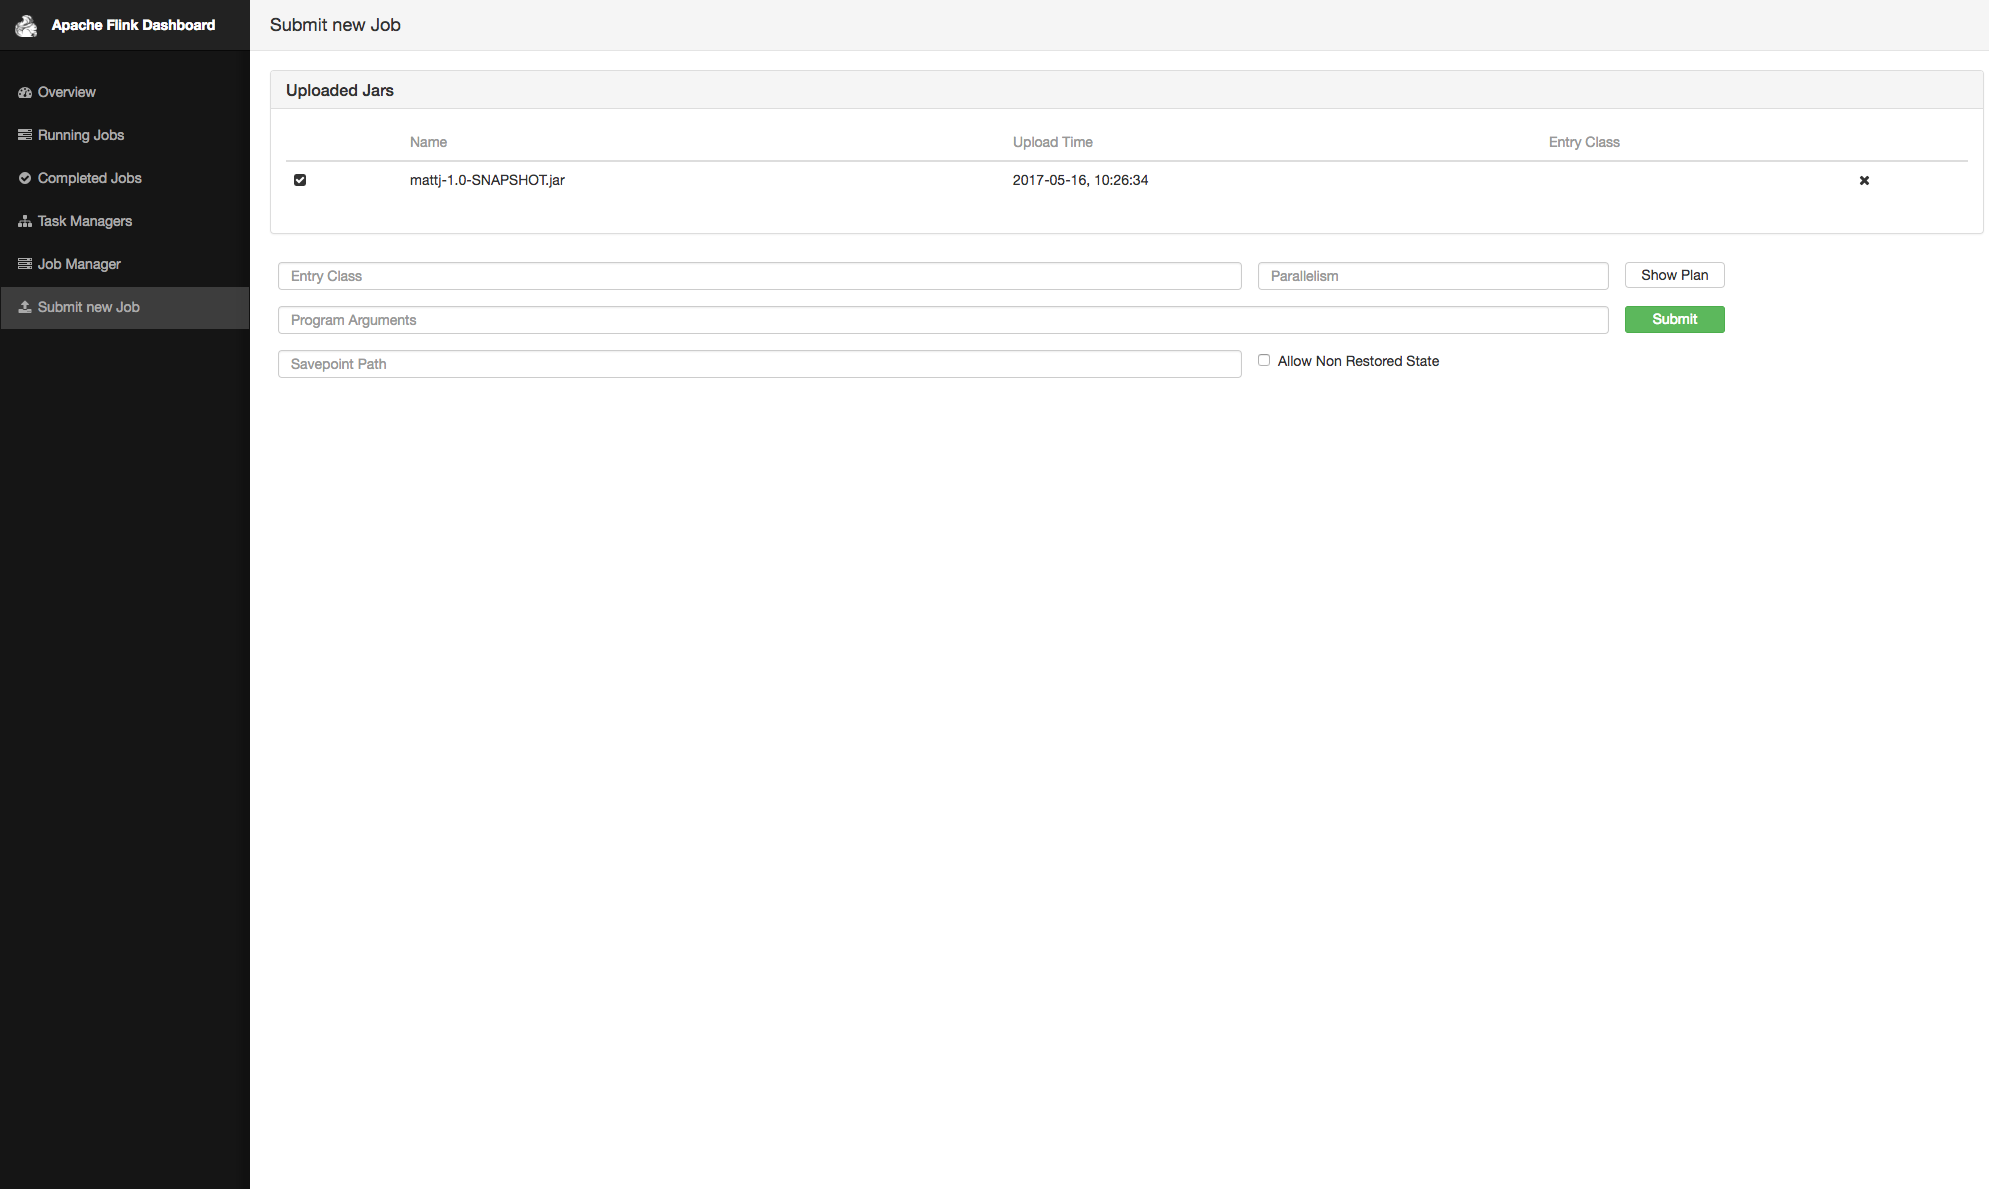 Apache Flink Dashboard
Submit new Job
Overview
Running Jobs
Completed Jobs
Task Managers
Job Manager
Submit new Job
Uploaded Jars
Name Upload Time Entry Class
mattj-1.0-SNAPSHOT.jar 2017-05-16, 10:26:34
Entry Class Parallelism Show Plan
Program Arguments Submit
Savepoint Path Allow Non Restored State